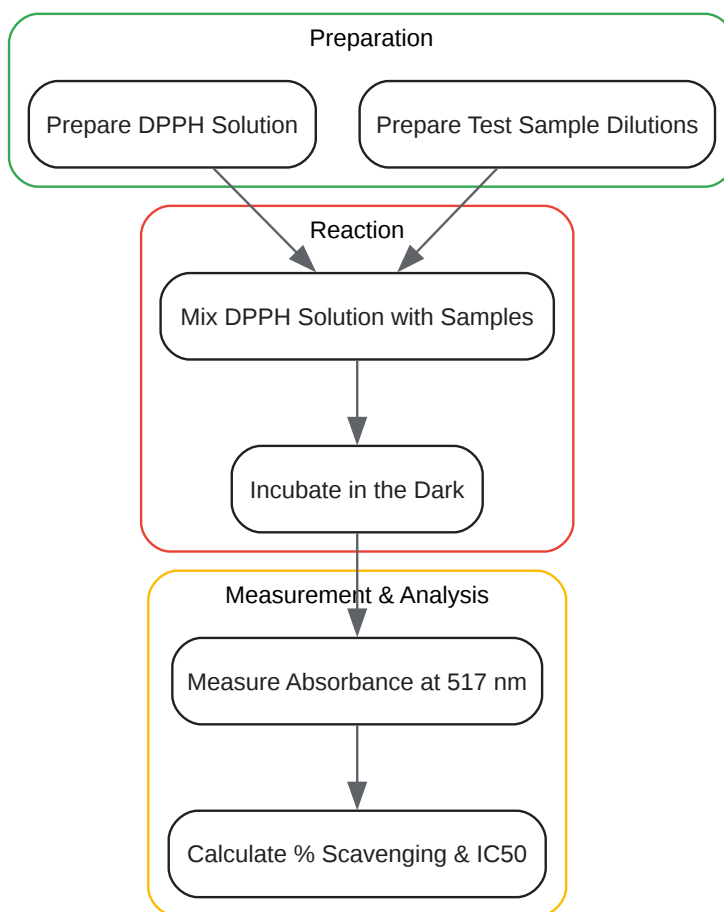 Preparation
Prepare DPPH Solution
Prepare Test Sample Dilutions
Reaction
Mix DPPH Solution with Samples
Incubate in the Dark
Measurement & Analysis
Measure Absorbance at 517 nm
Calculate % Scavenging & IC50